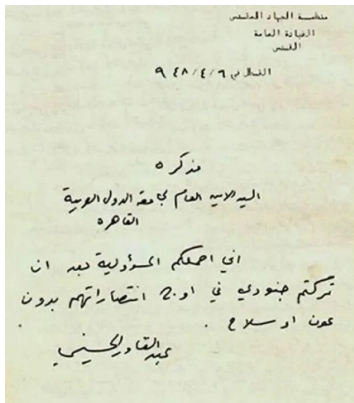 منظمة الجهاد المقدس
القيادة العامة
القدس
القسطل في ٩٤٨/٤/٦
مذكرة
السيد الامين العام لجامعة الدول العربية
القاهرة
اني احملكم المسؤولية بعد ان
تركتم جنودي في اوج انتصاراتهم بدون
عون او سلاح .
عبد القادر الحسيني